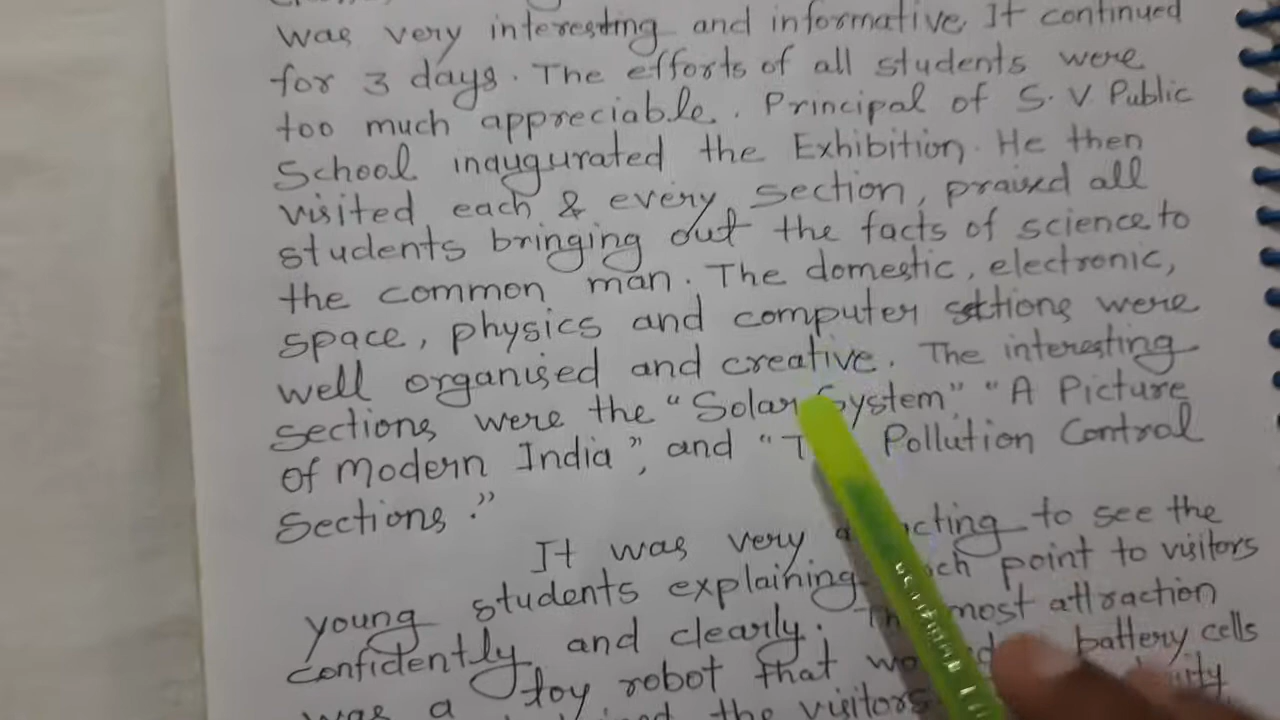 was very interesting and informative. It continued
for 3 days. The efforts of all students were
too much appreciable. Principal of S. V. Public
School inaugurated the Exhibition. He then
visited each & every section, praised all
students bringing out the facts of science to
the common man. The domestic, electronic,
space, physics and computer sections were
well organised and creative. The interesting
sections were the "Solar System" "A Picture
of modern India", and " Pollution Control
Sections."
It was very to see the
young students explaining point to visitors
confidently and clearly. most attraction
was a toy robot that battery cells
the visitors